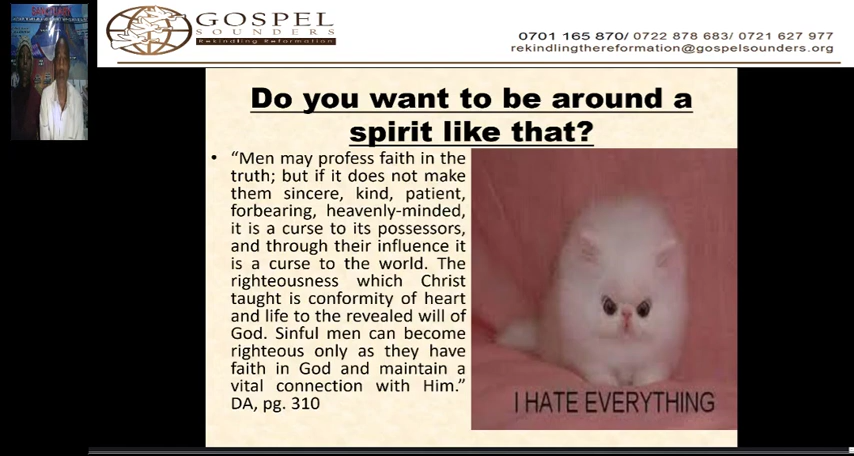 GOSPEL
SOUNDERS
Rekindling Reformation
0701 165 870/ 0722 878 683/ 0721 627 977
rekindlingthereformation@gospelsounders.org
Do you want to be around a
spirit like that?
• “Men may profess faith in the
truth; but if it does not make
them sincere, kind, patient,
forbearing, heavenly-minded,
it is a curse to its possessors,
and through their influence it
is a curse to the world. The
righteousness which Christ
taught is conformity of heart
and life to the revealed will of
God. Sinful men can become
righteous only as they have
faith in God and maintain a
vital connection with Him.”
DA, pg. 310
I HATE EVERYTHING